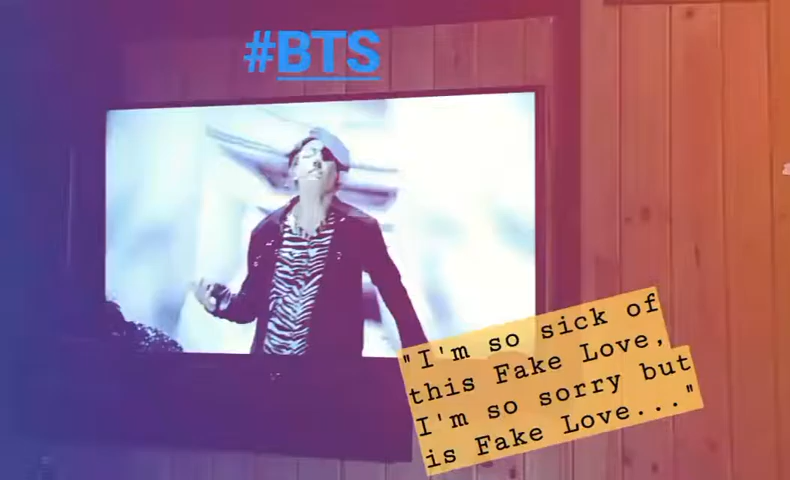 #BTS
"I'm so sick of
this Fake Love,
I'm so sorry but
is Fake Love..."